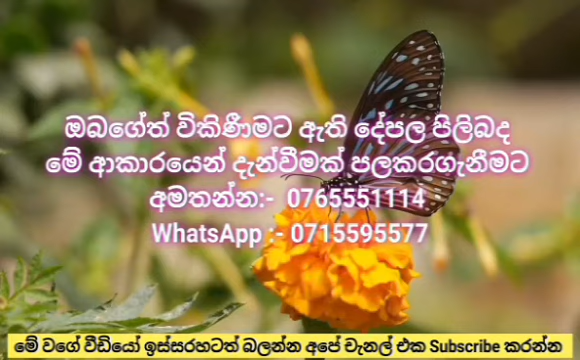 ඔබගේත් විකිණීමට ඇති දේපල පිලිබද
මේ ආකාරයෙන් දැන්වීමක් පලකරගැනීමට
අමතන්න:- 0765551114
WhatsApp :- 0715595577
මේ වගේ වීඩියෝ ඉස්සරහටත් බලන්න අපේ චැනල් එක Subscribe කරන්න